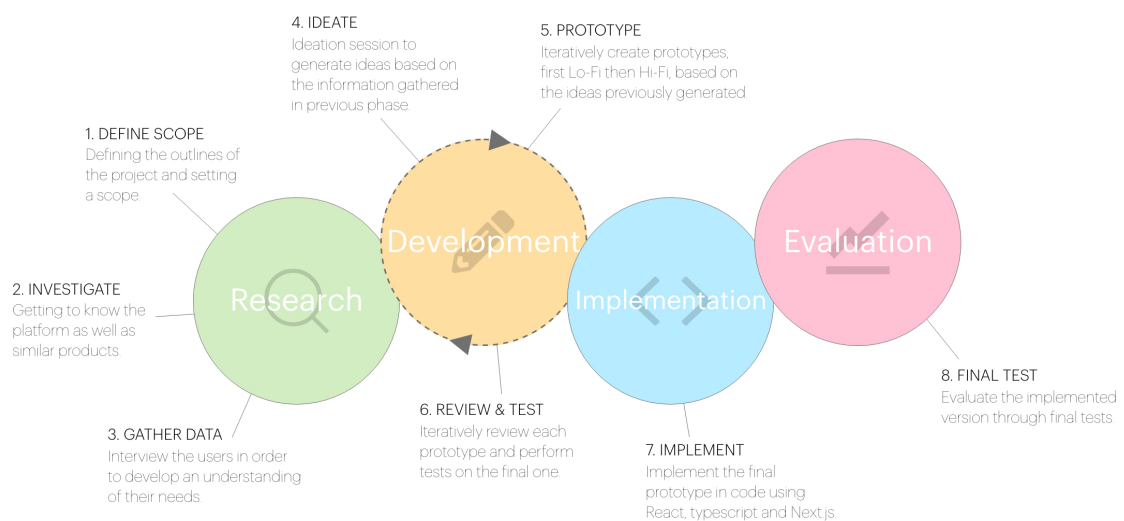 1. DEFINE SCOPE
Defining the outlines of
the project and setting
a scope.
2. INVESTIGATE
Getting to know the
platform as well as
similar products.
3. GATHER DATA
Interview the users in order
to develop an understanding
of their needs.
Research
4. IDEATE
Ideation session to
generate ideas based on
the information gathered
in previous phase.
5. PROTOTYPE
Iteratively create prototypes,
first Lo-Fi then Hi-Fi, based on
the ideas previously generated.
Development
6. REVIEW & TEST
Iteratively review each
prototype and perform
tests on the final one.
Implementation
7. IMPLEMENT
Implement the final
prototype in code using
React, typescript and Next.js.
Evaluation
8. FINAL TEST
Evaluate the implemented
version through final tests.